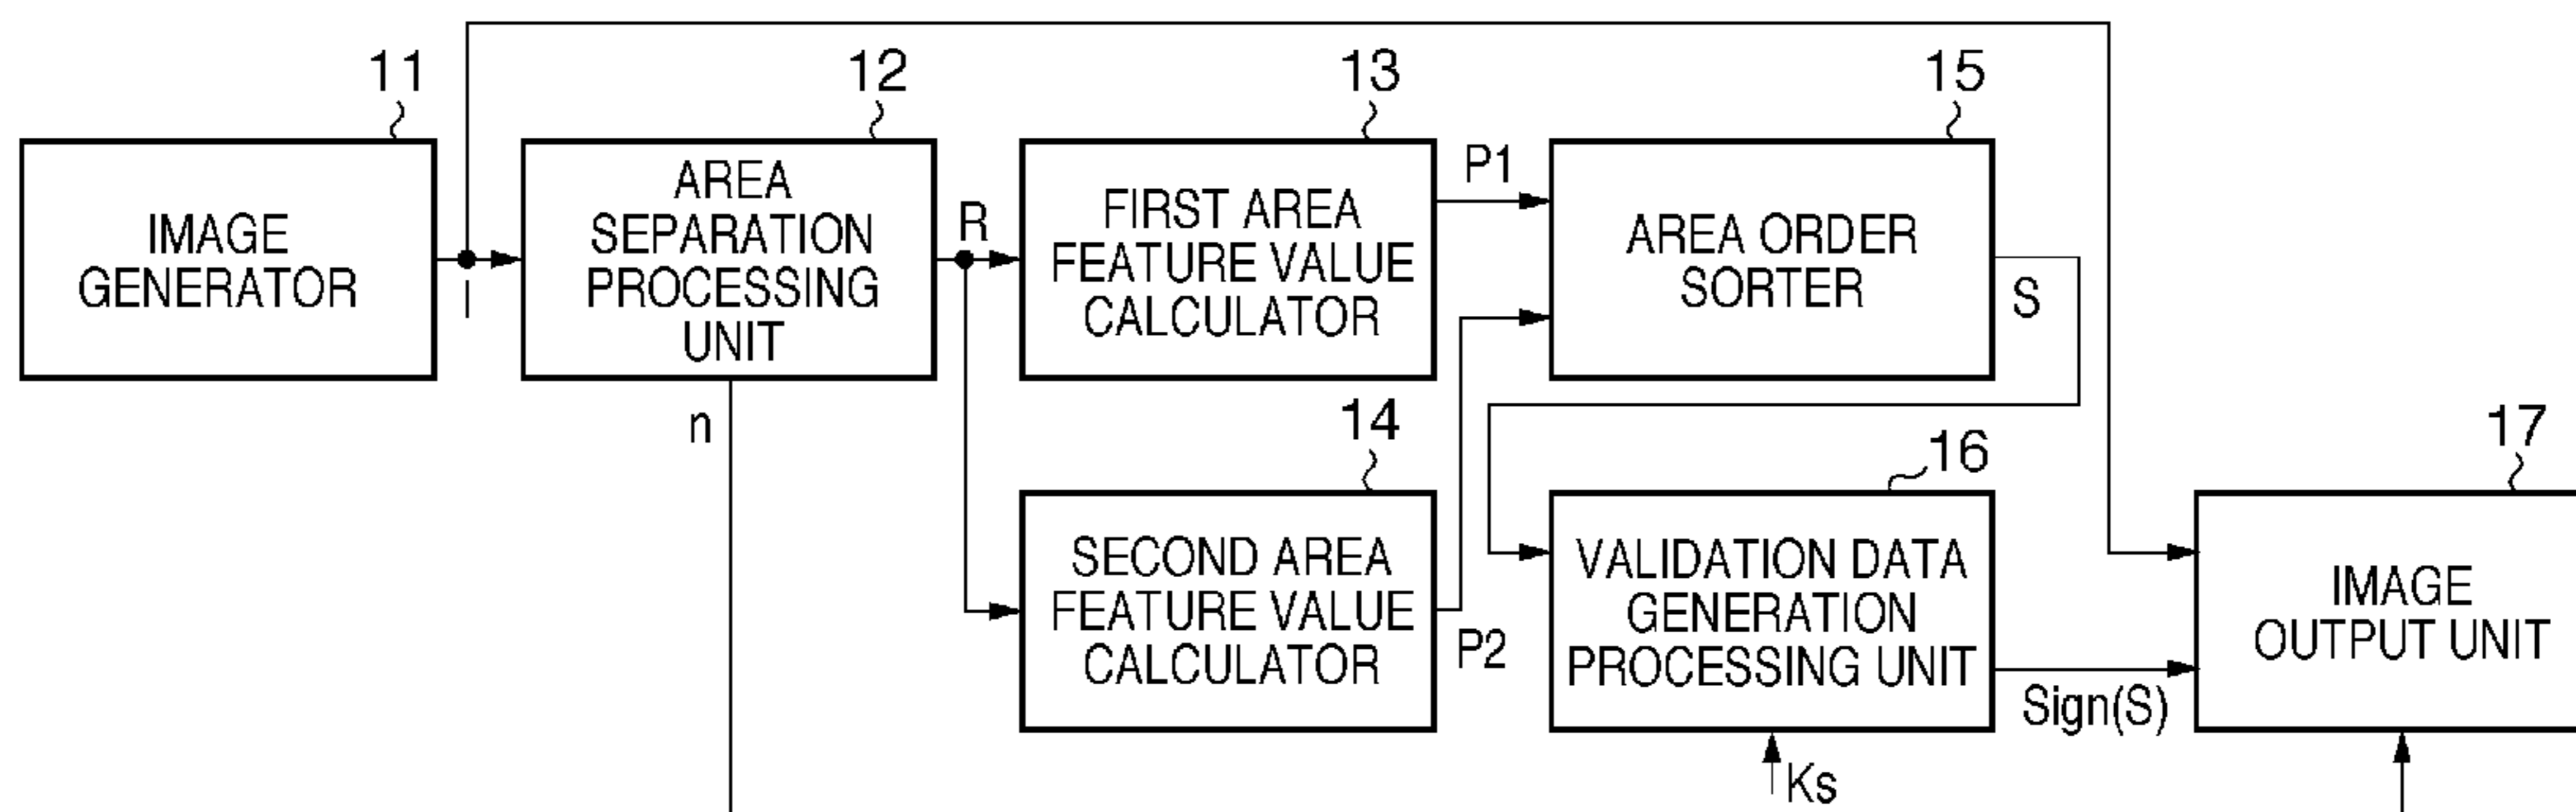 11
12
13
15
IMAGE
GENERATOR
I
AREA
SEPARATION
PROCESSING
UNIT
R
FIRST AREA
FEATURE VALUE
CALCULATOR
P1
AREA ORDER
SORTER
S
n
14
16
17
SECOND AREA
FEATURE VALUE
CALCULATOR
P2
VALIDATION DATA
GENERATION
PROCESSING UNIT
Sign(S)
IMAGE
OUTPUT UNIT
Ks